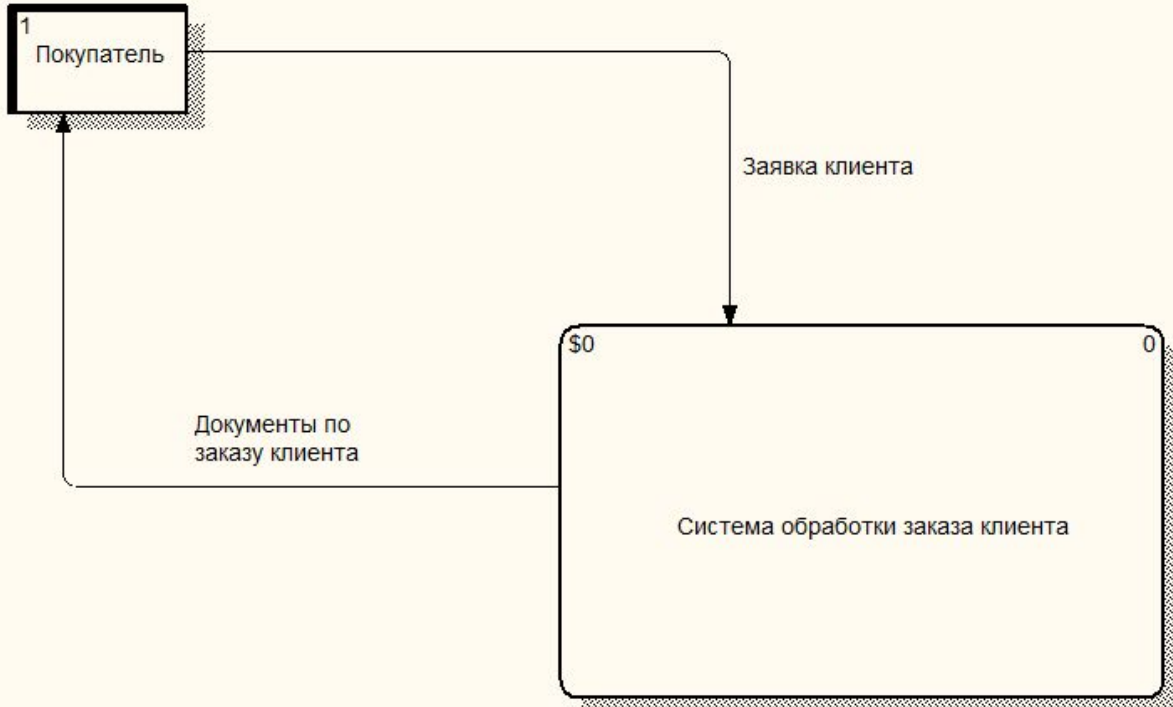 1
Покупатель
Заявка клиента
$0
0
Документы по
заказу клиента
Система обработки заказа клиента